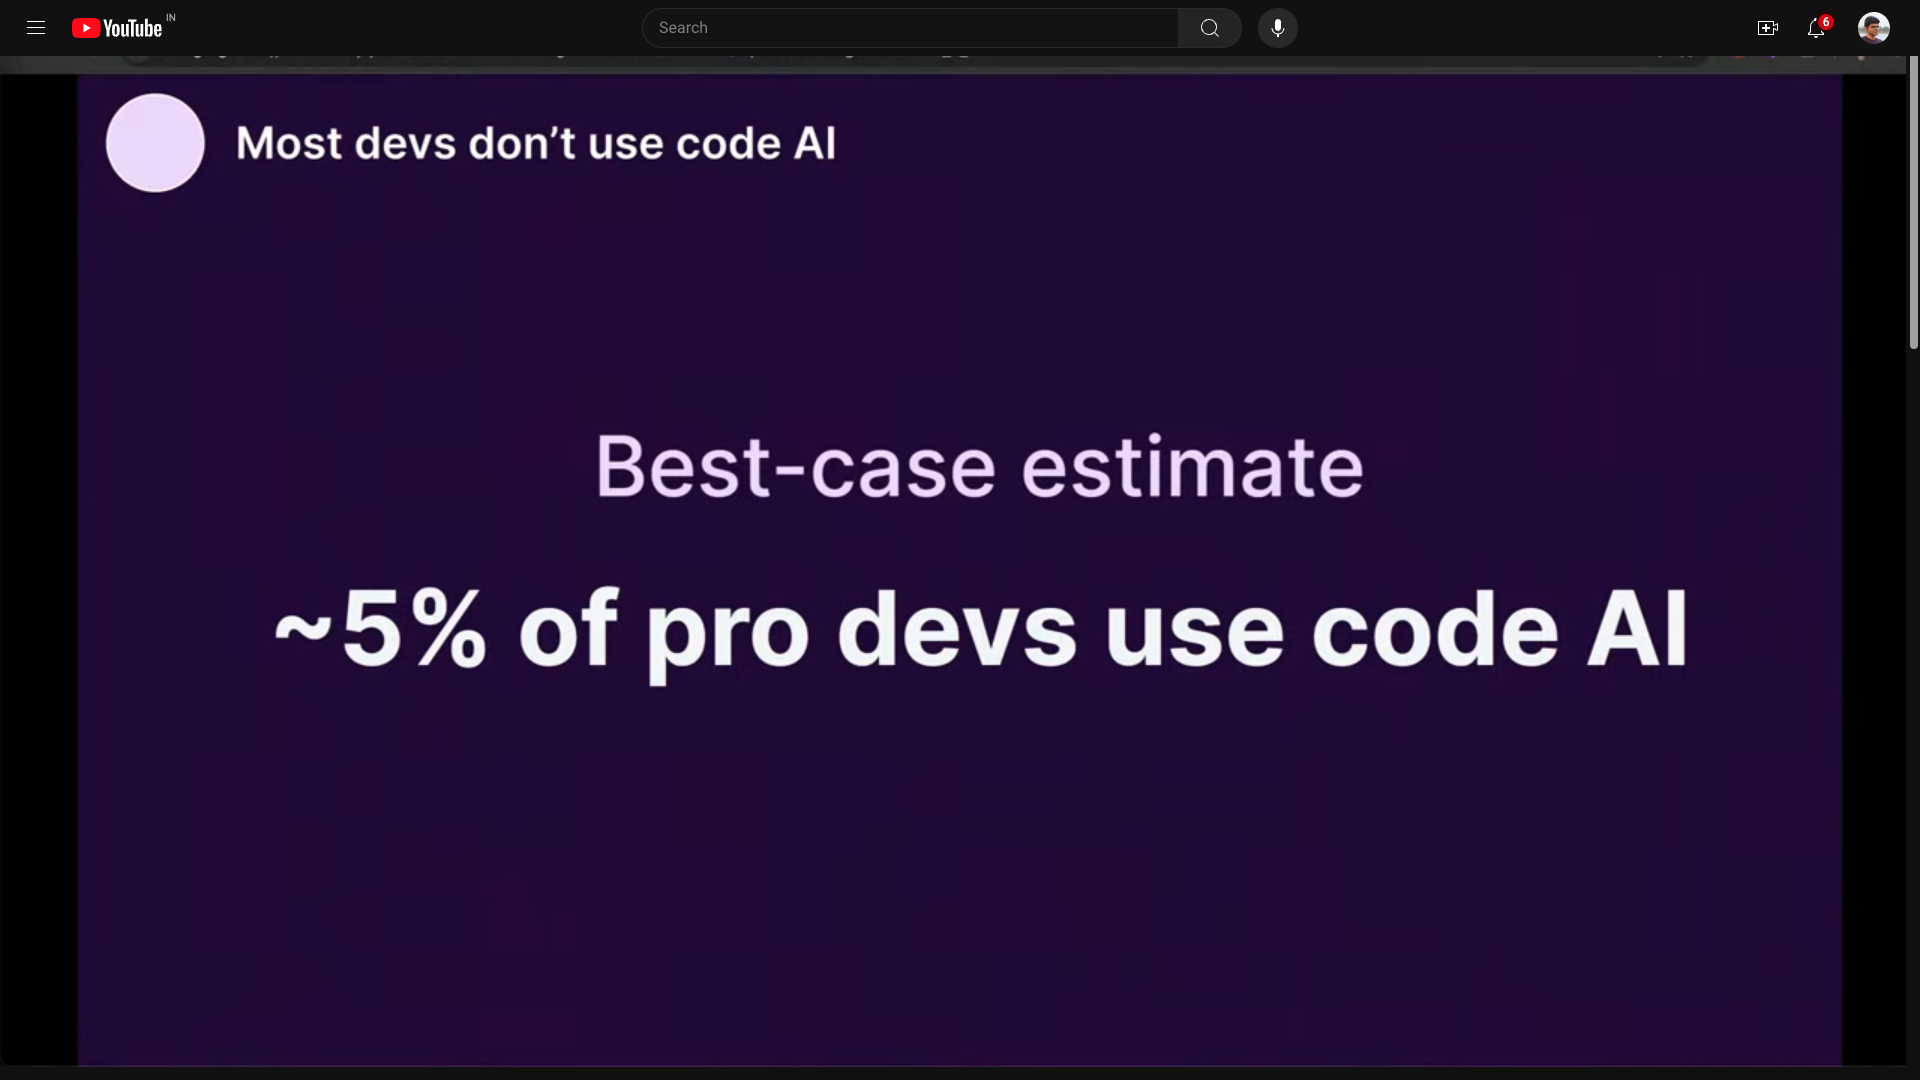 YouTube IN
Search
6
Most devs don’t use code AI
Best-case estimate
~5% of pro devs use code AI